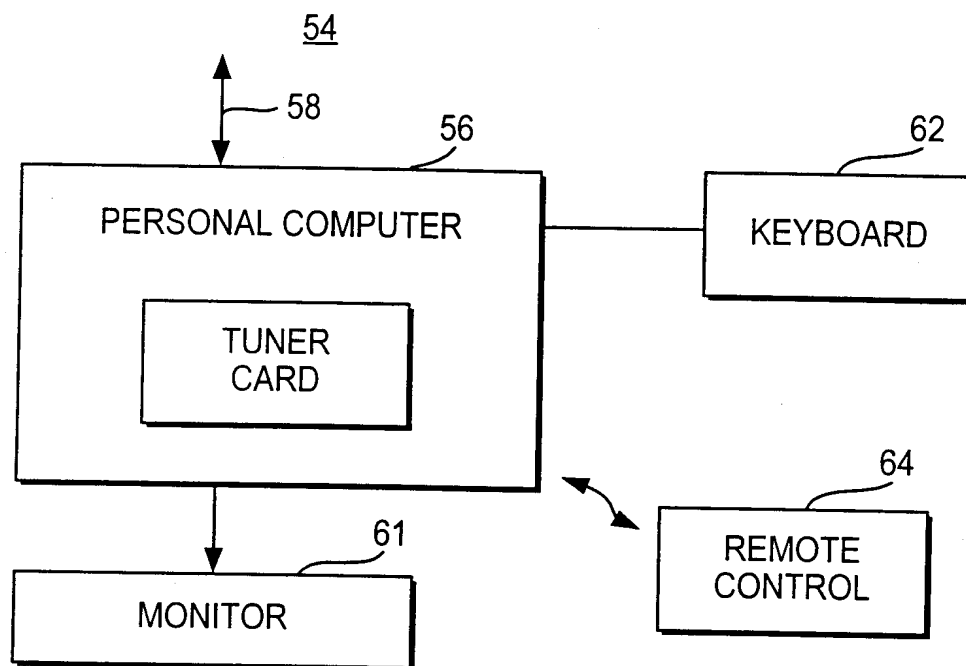 54
58
56
62
PERSONAL COMPUTER
KEYBOARD
TUNER
CARD
64
61
REMOTE
CONTROL
MONITOR